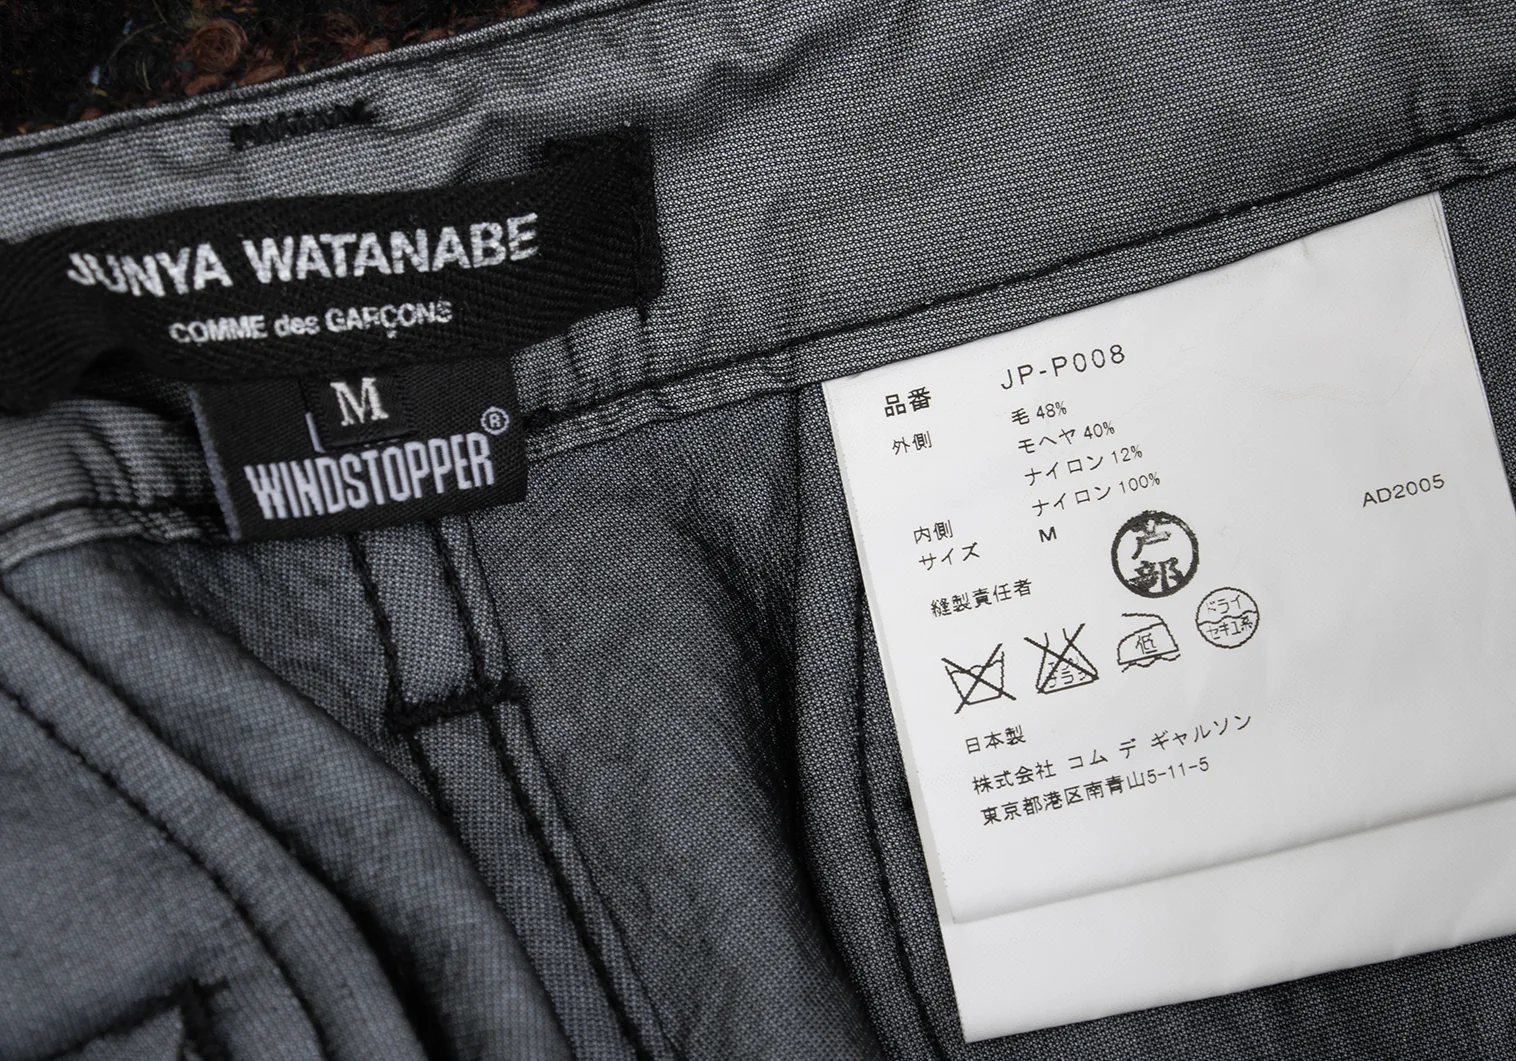 JUNYA WATANABE
COMME des GARÇONS
M
WINDSTOPPER®
品番 JP-P008
外側 毛 48%
モヘヤ 40%
ナイロン 12%
内側 ナイロン 100%
サイズ M
AD2005
縫製責任者 芦部
低
ドライ
セキユ系
日本製
株式会社 コム デ ギャルソン
東京都港区南青山5-11-5